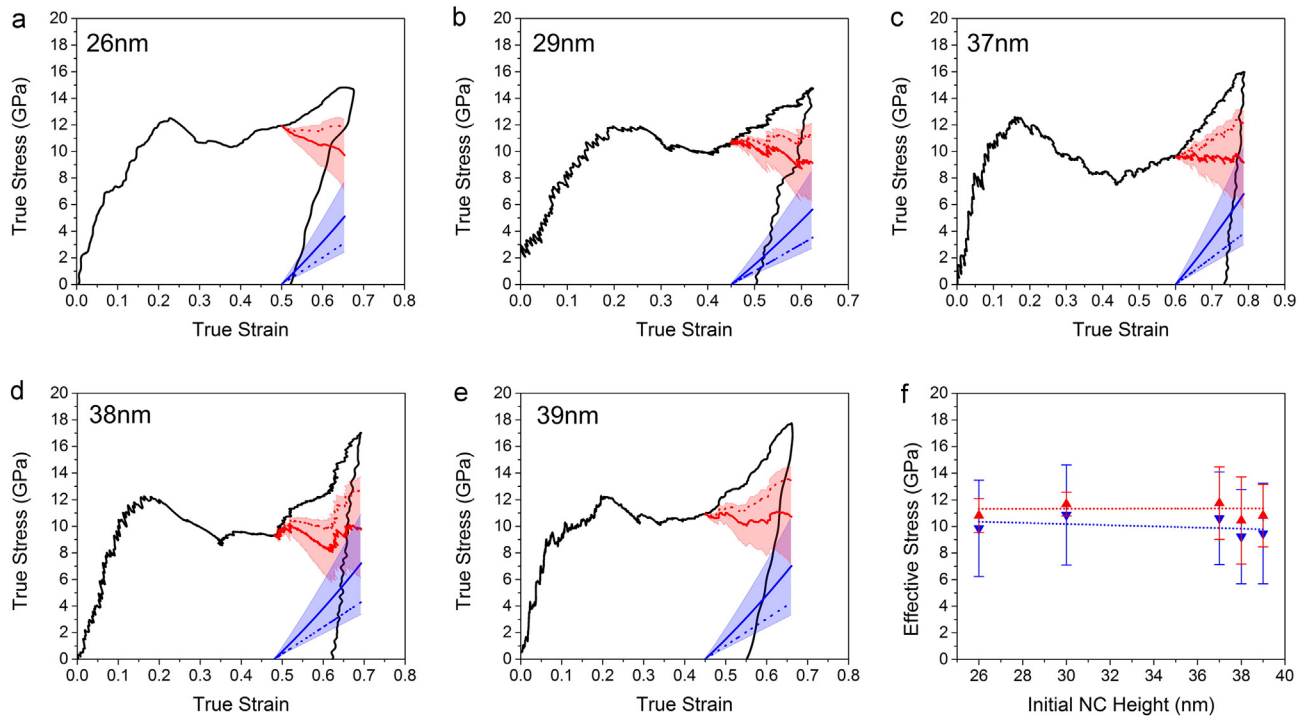 a
26nm
True Stress (GPa)
20
18
16
14
12
10
8
6
4
2
0
0.0 0.1 0.2 0.3 0.4 0.5 0.6 0.7 0.8
True Strain
b
29nm
True Stress (GPa)
20
18
16
14
12
10
8
6
4
2
0
0.0 0.1 0.2 0.3 0.4 0.5 0.6 0.7
True Strain
c
37nm
True Stress (GPa)
20
18
16
14
12
10
8
6
4
2
0
0.0 0.1 0.2 0.3 0.4 0.5 0.6 0.7 0.8 0.9
True Strain
d
38nm
True Stress (GPa)
20
18
16
14
12
10
8
6
4
2
0
0.0 0.1 0.2 0.3 0.4 0.5 0.6 0.7 0.8
True Strain
e
39nm
True Stress (GPa)
20
18
16
14
12
10
8
6
4
2
0
0.0 0.1 0.2 0.3 0.4 0.5 0.6 0.7 0.8
True Strain
f
Effective Stress (GPa)
20
18
16
14
12
10
8
6
4
2
0
26 28 30 32 34 36 38 40
Initial NC Height (nm)